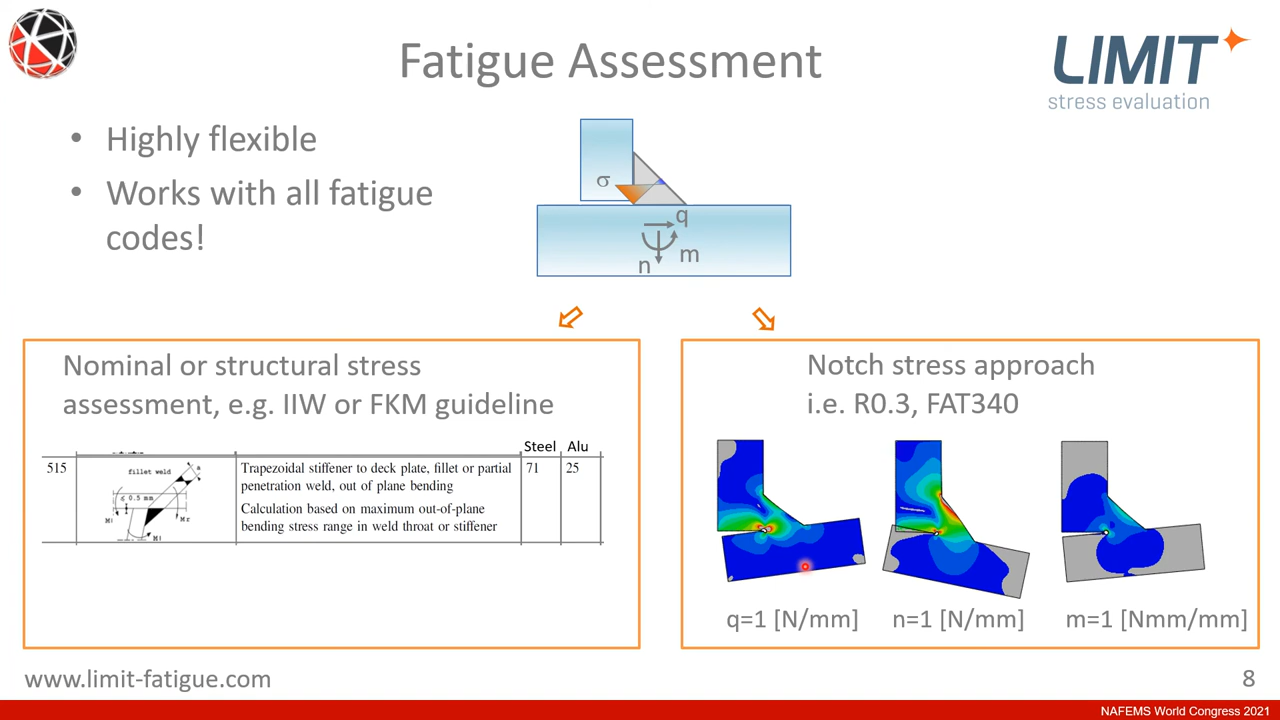 Fatigue Assessment
LIMIT
stress evaluation
• Highly flexible
• Works with all fatigue
codes!
σ
q
n
m
Nominal or structural stress
assessment, e.g. IIW or FKM guideline
Steel Alu
515
fillet weld
a
≤ 0.5 mm
Trapezoidal stiffener to deck plate, fillet or partial
penetration weld, out of plane bending
Calculation based on maximum out-of-plane
bending stress range in weld throat or stiffener
71
25
Notch stress approach
i.e. R0.3, FAT340
q=1 [N/mm]
n=1 [N/mm]
m=1 [Nmm/mm]
www.limit-fatigue.com
8
NAFEMS World Congress 2021